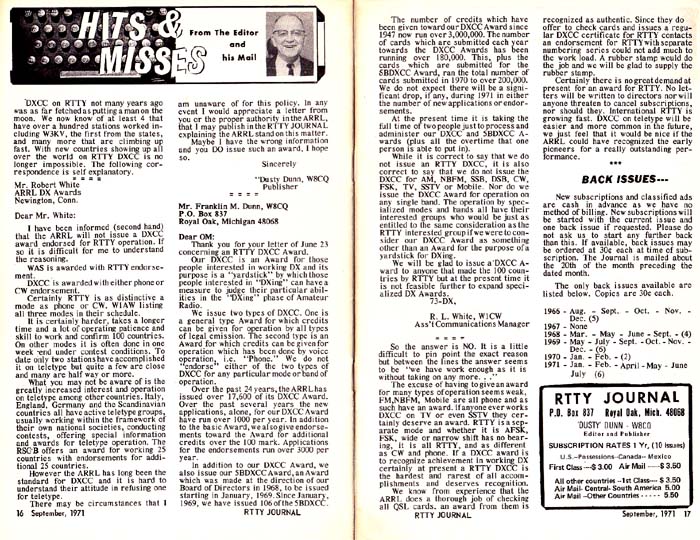 HITS &
MISSES
From The Editor
and
his Mail
DXCC on RTTY not many years ago
was as far fetched as putting a man on the
moon. We now know of at least 4 that
have over a hundred stations worked in-
cluding W3KV, the first from the states,
and many more that are climbing up
fast. With new countries showing up all
over the world on RTTY DXCC is no
longer impossible. The following cor-
respondence is self explanatory.
= = = =
Mr. Robert White
ARRL DX Awards
Newington, Conn.
Dear Mr. White:
I have been informed (second hand)
that the ARRL will not issue a DXCC
award endorsed for RTTY operation. If
so it is difficult for me to understand
the reasoning.
WAS is awarded with RTTY endorse-
ment.
DXCC is awarded with either phone or
CW endorsement.
Certainly RTTY is as distinctive a
mode as phone or CW, W1AW listing
all three modes in their schedule.
It is certainly harder, takes a longer
time and a lot of operating patience and
skill to work and confirm 100 countries.
On other modes it is often done in one
week end under contest conditions. To
date only two stations have accomplished
it on teletype but quite a few are close
and many are half way or more.
What you may not be aware of is the
greatly increased interest and operation
on teletype among other countries. Italy,
England, Germany and the Scandinavian
countries all have active teletype groups,
usually working within the framework of
their own national societies, conducting
contests, offering special information
and awards for teletype operation. The
RSCB offers an award for working 25
countries with endorsements for addi-
tional 25 countries.
However the ARRL has long been the
standard for DXCC and it is hard to
understand their attitude in refusing one
for teletype.
There may be circumstances that I
16 September, 1971
am unaware of for this policy. In any
event I would appreciate a letter from
you or the proper authority in the ARRL,
that I may publish in the RTTY JOURNAL
explaining the ARRL stand on this matter.
Maybe I have the wrong information
and you DO issue such an award, I hope
so.
Sincerely
"Dusty Dunn, W8CQ
Publisher
= = = =
Mr. Franklin M. Dunn, W8CQ
P.O. Box 837
Royal Oak, Michigan 48068
Dear OM:
Thank you for your letter of June 23
concerning an RTTY DXCC Award.
Our DXCC is an Award for those
people interested in working DX and its
purpose is a "yardstick" by which those
people interested in "DXing" can have a
measure to judge their particular abil-
ities in the "DXing" phase of Amateur
Radio.
We issue two types of DXCC. One is
a general type Award for which credits
can be given for operation by all types
of legal emission. The second type is an
Award for which credits can be given for
operation which has been done by voice
operation, i.e. "Phone." We do not
"endorse" either of the two types of
DXCC for any particular mode or band of
operation.
Over the past 24 years, the ARRL has
issued over 17,600 of its DXCC Award.
Over the past several years the new
applications, alone, for our DXCC Award
have run over 1000 per year. In addition
to the basic Award, we also give endorse-
ments toward the Award for additional
credits over the 100 mark. Applications
for the endorsements run over 3000 per
year.
In addition to our DXCC Award, we
also issue our 5BDXCC Award, an Award
which was made at the direction of our
Board of Directors in 1968, to be issued
starting in January, 1969. Since January,
1969, we have issued 106 of the 5BDXCC.
RTTY JOURNAL
The number of credits which have
been given toward our DXCC Award since
1947 now run over 3,000,000. The number
of cards which are submitted each year
towards the DXCC Awards has been
running over 180,000. This, plus the
cards which are submitted for the
5BDXCC Award, ran the total number of
cards submitted in 1970 to over 200,000.
We do not expect there will be a signi-
ficant drop, if any, during 1971 in either
the number of new applications or endor-
sements.
At the present time it is taking the
full time of two people just to process and
administer our DXCC and 5BDXCC A-
wards (plus all the overtime that one
person is able to put in).
While it is correct to say that we do
not issue an RTTY DXCC, it is also
correct to say that we do not issue the
DXCC for AM, NBFM, SSB, DSB, CW,
FSK, TV, SSTV or Mobile. Nor do we
issue the DXCC Award for operation on
any single band. The operation by spec-
ialized modes and bands all have their
interested groups who would be just as
entitled to the same consideration as the
RTTY interested group if we were to con-
sider our DXCC Award as something
other than an Award for the purpose of a
yardstick for DXing.
We will be glad to issue a DXCC A-
ward to anyone that made the 100 coun-
tries by RTTY but at the present time it
is not feasible to further expand speci-
alized DX Awards.
73-DX,
R. L. White, W1CW
Ass't Communications Manager
= = = =
So the answer is NO. It is a little
difficult to pin point the exact reason
but between the lines the answer seems
to be "we have work enough as it is
without taking on any more. . ."
The excuse of having to give an award
for many types of operation seems weak,
FM, NBFM, Mobile are all phone and as
such have an award. if anyone ever works
DXCC on TV or even SSTV they cer-
tainly deserve an award. RTTY is a sep-
arate mode and whether it is AFSK,
FSK, wide or narrow shift has no bear-
ing, it is all RTTY, and as different
as CW and phone. If a DXCC award is
to recognize achievement in working DX
certainly at present a RTTY DXCC is
the hardest and rarest of all accom-
plishments and deserves recognition.
We know from experience that the
ARRL does a thorough job of checking
all QSL cards. an award from them is
RTTY JOURNAL
recognized as authentic. Since they do
offer to check cards and issues a regu-
lar DXCC certificate for RTTY contacts
an endorsement for RTTY with separate
numbering series could not add much to
the work load. A rubber stamp would do
the job and we will be glad to supply the
rubber stamp.
Certainly there is no great demand at
present for an award for RTTY. No let-
ters will be written to directors nor will
anyone threaten to cancel subscriptions,
nor should they. International RTTY is
growing fast. DXCC on teletype will be
easier and more common in the future,
we just feel that it would be nice if the
ARRL could have recognized the early
pioneers for a really outstanding per-
formance.
***
BACK ISSUES---
New subscriptions and classified ads
are cash in advance as we have no
method of billing. New subscriptions will
be started with the current issue and
one back issue if requested. Please do
not ask us to start any further back
than this. If available, back issues may
be ordered at 30¢ each at time of sub-
scription. The Journal is mailed about
the 20th of the month preceding the
dated month.
The only back issues available are
listed below. Copies are 30¢ each.
1966 - Aug. - Sept. - Oct. - Nov. -
Dec. (5)
1967 - None
1968 - Mar. - May - June - Sept. - (4)
1969 - May - July - Sept. - Oct. - Nov. -
Dec. - (6)
1970 - Jan. - Feb. - (2)
1971 - Jan. - Feb. - April - May - June
July (6)
RTTY JOURNAL
P.O. Box 837 Royal Oak, Mich. 48068
'DUSTY' DUNN - W8CQ
Editor and Publisher
SUBSCRIPTION RATES 1 Yr. (10 issues)
U.S.-Possessions-Canada-Mexico
First Class—$ 3.00 Air Mail——$ 3.50
All other countries -1st Class— $ 3.50
Air Mail- Central- South America 5.00
Air Mail -Other Countries - - - - - 5.50
September, 1971 17